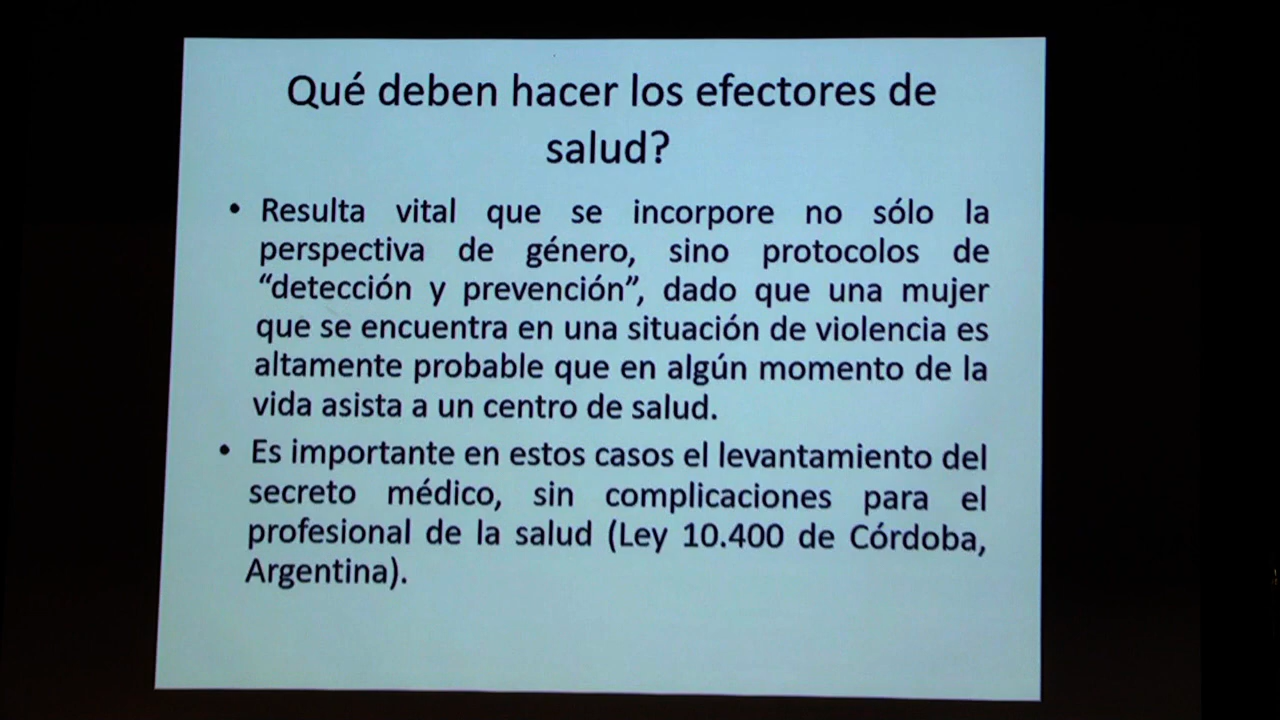 Qué deben hacer los efectores de
salud?
• Resulta vital que se incorpore no sólo la
perspectiva de género, sino protocolos de
“detección y prevención”, dado que una mujer
que se encuentra en una situación de violencia es
altamente probable que en algún momento de la
vida asista a un centro de salud.
• Es importante en estos casos el levantamiento del
secreto médico, sin complicaciones para el
profesional de la salud (Ley 10.400 de Córdoba,
Argentina).